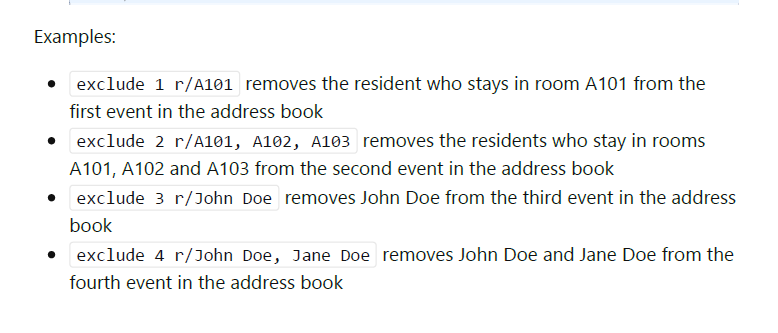 Examples:
• exclude 1 r/A101 removes the resident who stays in room A101 from the
first event in the address book
• exclude 2 r/A101, A102, A103 removes the residents who stay in rooms
A101, A102 and A103 from the second event in the address book
• exclude 3 r/John Doe removes John Doe from the third event in the address
book
• exclude 4 r/John Doe, Jane Doe removes John Doe and Jane Doe from the
fourth event in the address book